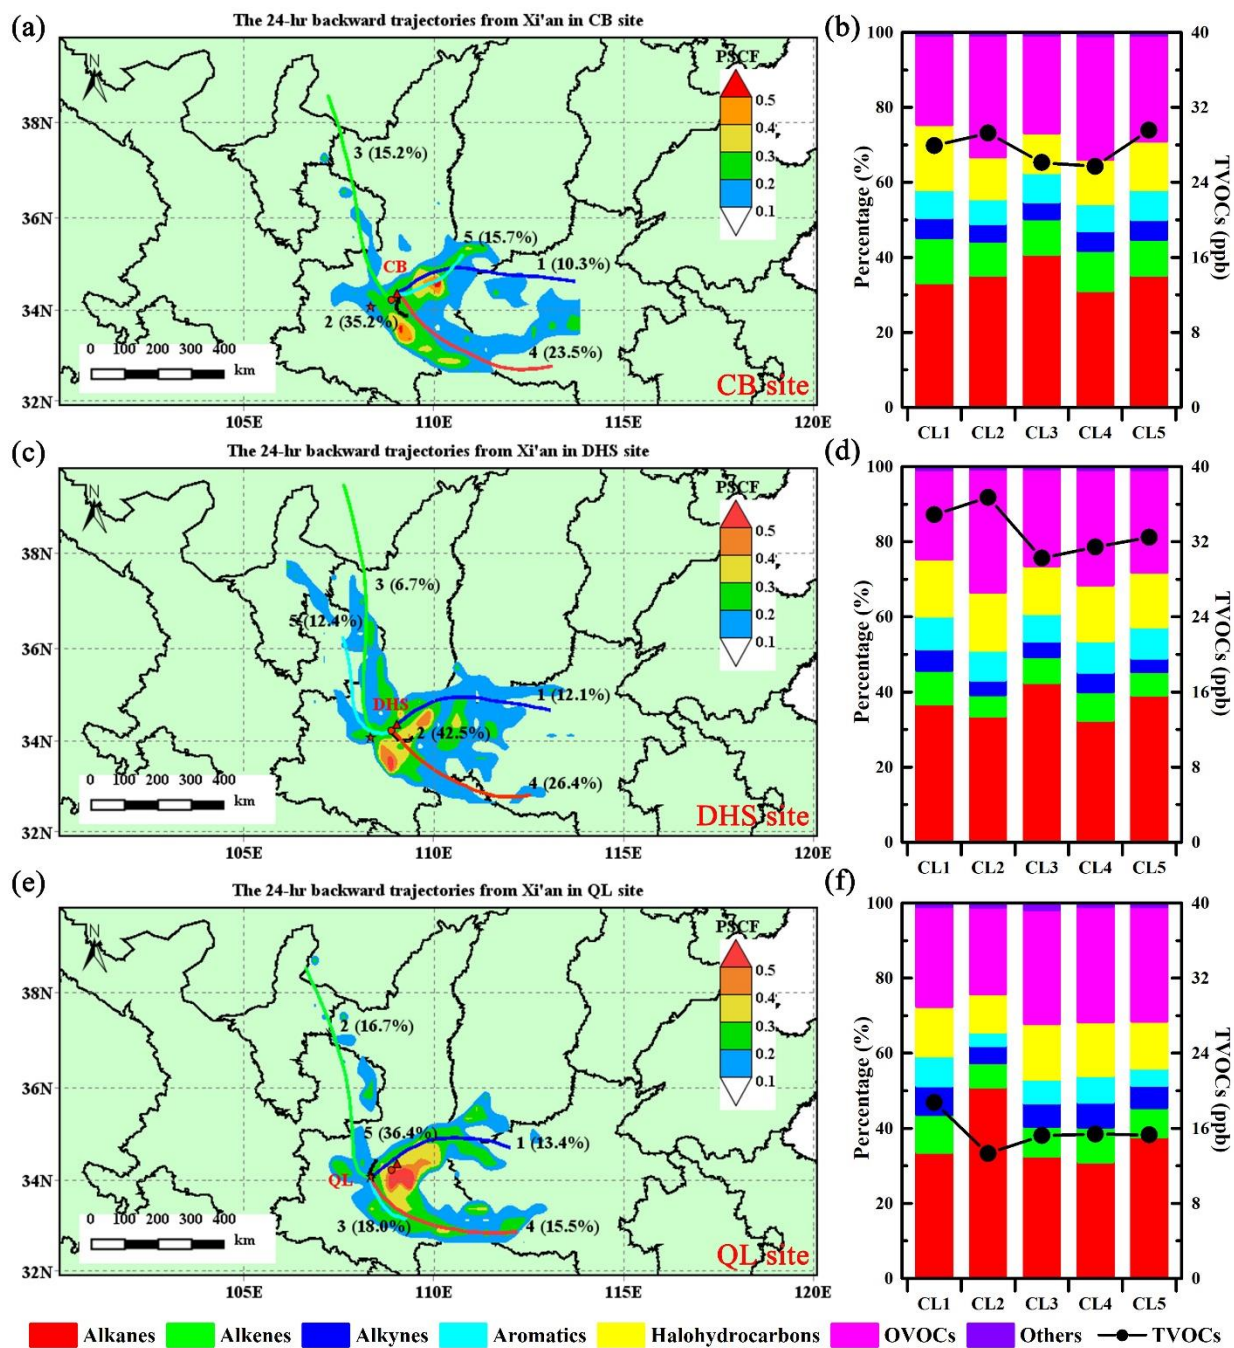 (a)
The 24-hr backward trajectories from Xi'an in CB site
N
PSCF
0.5
0.4
0.3
0.2
0.1
38N
36N
34N
32N
3 (15.2%)
5 (15.7%)
CB
1 (10.3%)
2 (35.2%)
4 (23.5%)
0 100 200 300 400
km
CB site
105E 110E 115E 120E
(b)
100
80
60
40
20
0
Percentage (%)
40
32
24
16
8
0
TVOCs (ppb)
CL1 CL2 CL3 CL4 CL5
(c)
The 24-hr backward trajectories from Xi'an in DHS site
N
PSCF
0.5
0.4
0.3
0.2
0.1
38N
36N
34N
32N
3 (6.7%)
5 (12.4%)
1 (12.1%)
DHS
2 (42.5%)
4 (26.4%)
0 100 200 300 400
km
DHS site
105E 110E 115E 120E
(d)
100
80
60
40
20
0
Percentage (%)
40
32
24
16
8
0
TVOCs (ppb)
CL1 CL2 CL3 CL4 CL5
(e)
The 24-hr backward trajectories from Xi'an in QL site
N
PSCF
0.5
0.4
0.3
0.2
0.1
38N
36N
34N
32N
2 (16.7%)
5 (36.4%)
1 (13.4%)
QL
3 (18.0%)
4 (15.5%)
0 100 200 300 400
km
QL site
105E 110E 115E 120E
(f)
100
80
60
40
20
0
Percentage (%)
40
32
24
16
8
0
TVOCs (ppb)
CL1 CL2 CL3 CL4 CL5
Alkanes Alkenes Alkynes Aromatics Halohydrocarbons OVOCs Others TVOCs